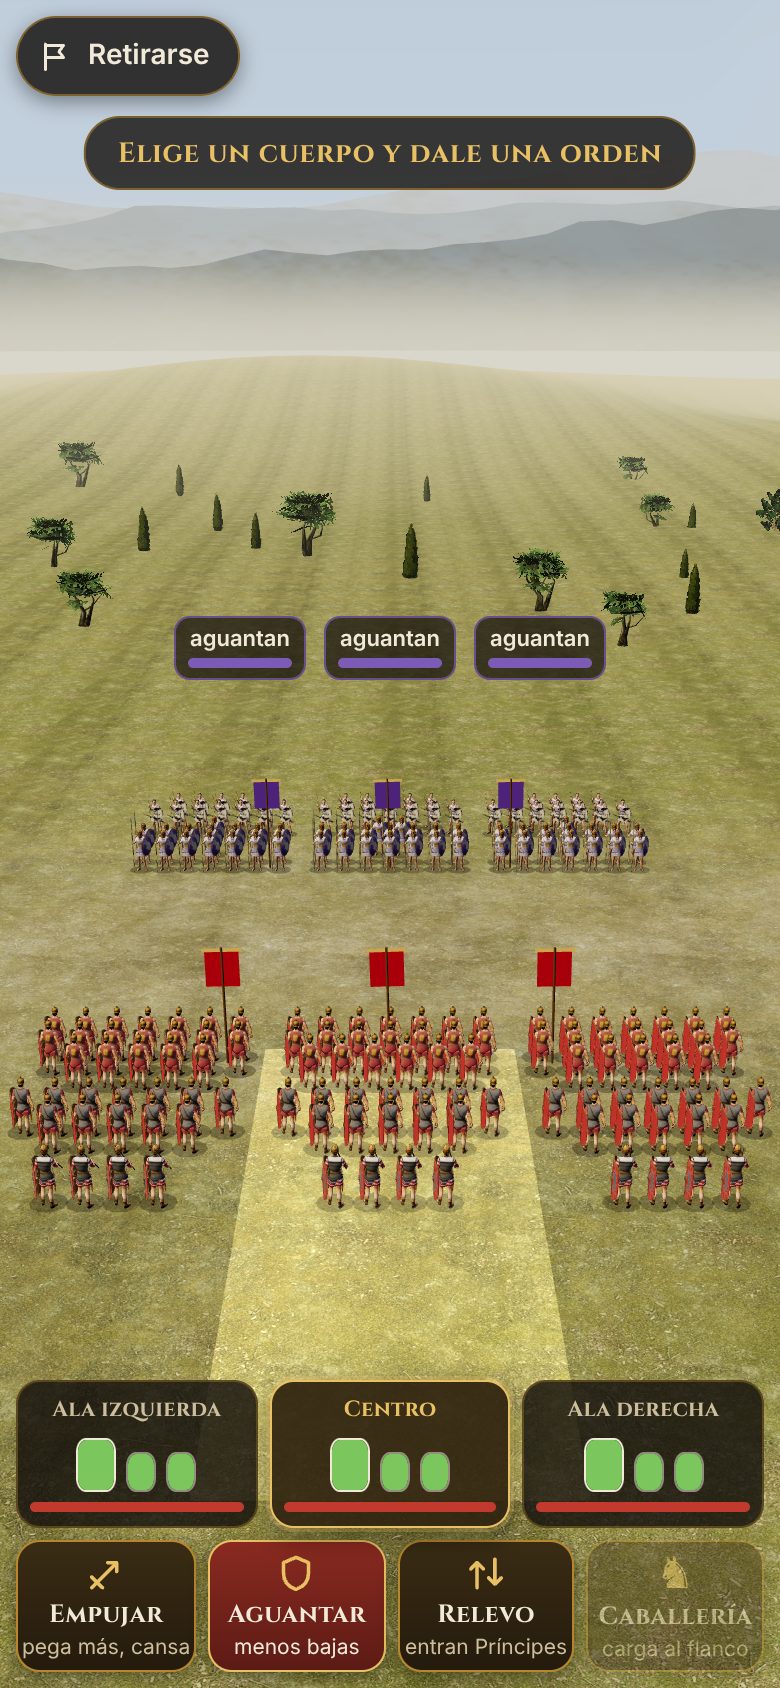 Retirarse
Elige un cuerpo y dale una orden
aguantan aguantan aguantan
Ala izquierda Centro Ala derecha
Empujar Aguantar Relevo Caballería
pega más, cansa menos bajas entran Príncipes carga al flanco